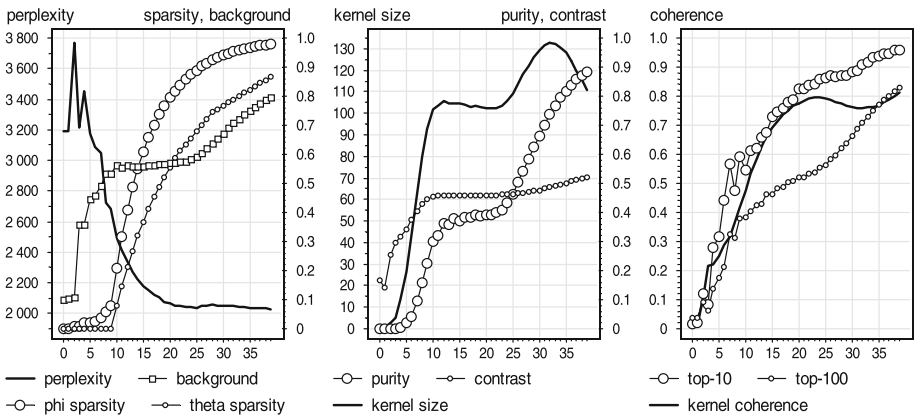 perplexity sparsity, background
3 800 1.0
3 600 0.9
3 400 0.8
3 200 0.7
3 000 0.6
2 800 0.5
2 600 0.4
2 400 0.3
2 200 0.2
2 000 0.1
0
0 5 10 15 20 25 30 35
perplexity background
phi sparsity theta sparsity
kernel size purity, contrast
130 1.0
120 0.9
110 0.8
100 0.7
90 0.6
80 0.5
70 0.4
60 0.3
50 0.2
40 0.1
30 0
20
10
0
0 5 10 15 20 25 30 35
purity contrast
kernel size
coherence
1.0
0.9
0.8
0.7
0.6
0.5
0.4
0.3
0.2
0.1
0
0 5 10 15 20 25 30 35
top-10 top-100
kernel coherence